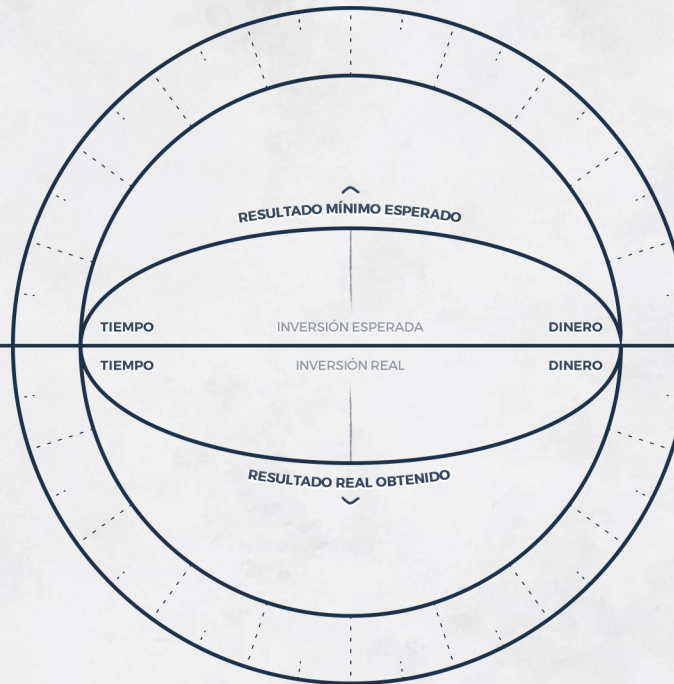 RESULTADO MÍNIMO ESPERADO
TIEMPO INVERSIÓN ESPERADA DINERO
TIEMPO INVERSIÓN REAL DINERO
RESULTADO REAL OBTENIDO